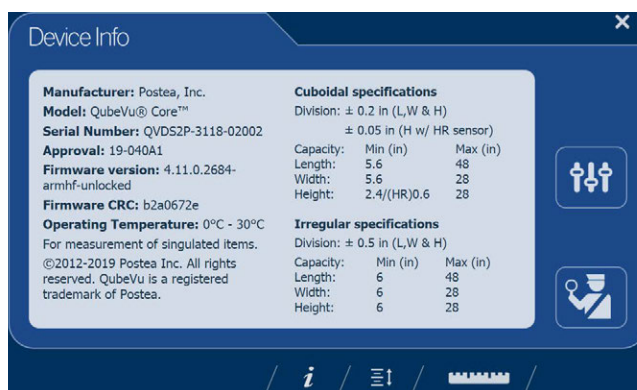 Device Info
Manufacturer: Postea, Inc.
Model: QubeVu® Core™
Serial Number: QVDS2P-3118-02002
Approval: 19-040A1
Firmware version: 4.11.0.2684-
armhf-unlocked
Firmware CRC: b2a0672e
Operating Temperature: 0°C - 30°C
For measurement of singulated items.
©2012-2019 Postea Inc. All rights
reserved. QubeVu is a registered
trademark of Postea.
Cuboidal specifications
Division: ± 0.2 in (L,W & H)
± 0.05 in (H w/ HR sensor)
Capacity: Min (in) Max (in)
Length: 5.6 48
Width: 5.6 28
Height: 2.4/(HR)0.6 28
Irregular specifications
Division: ± 0.5 in (L,W & H)
Capacity: Min (in) Max (in)
Length: 6 48
Width: 6 28
Height: 6 28